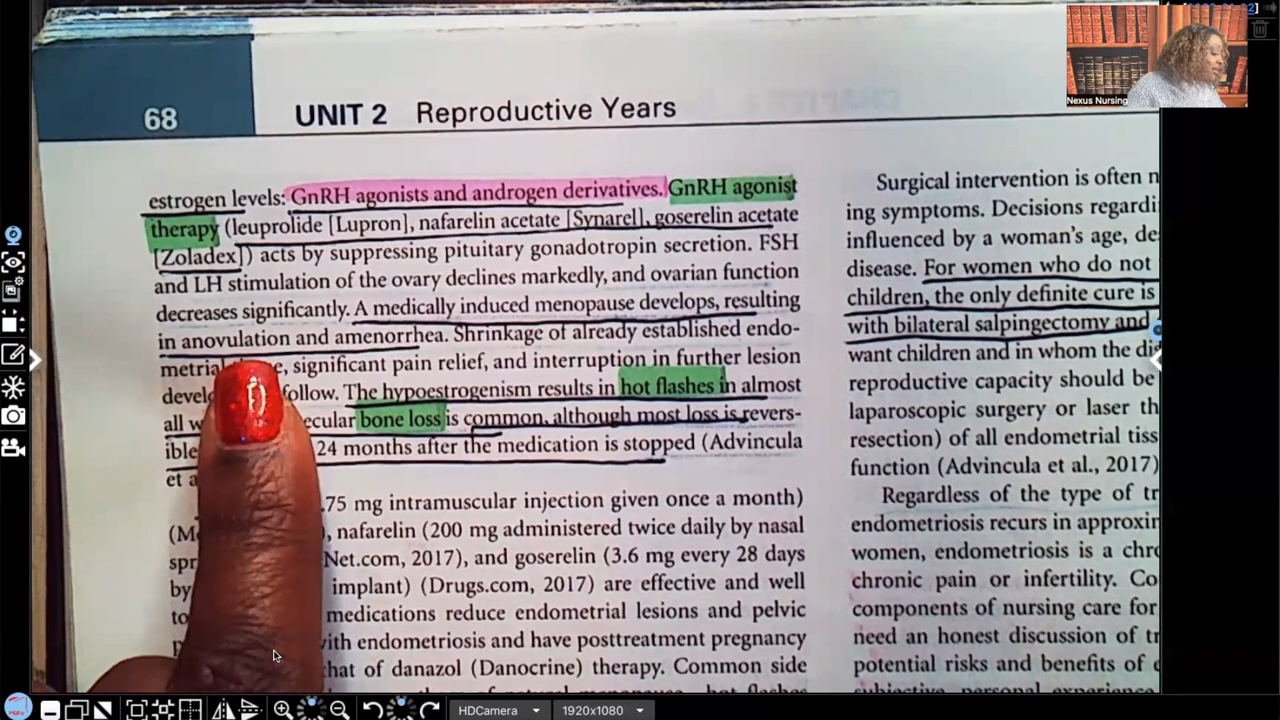 68
UNIT 2 Reproductive Years
estrogen levels: GnRH agonists and androgen derivatives. GnRH agonist
therapy (leuprolide [Lupron], nafarelin acetate [Synarel], goserelin acetate
[Zoladex]) acts by suppressing pituitary gonadotropin secretion. FSH
and LH stimulation of the ovary declines markedly, and ovarian function
decreases significantly. A medically induced menopause develops, resulting
in anovulation and amenorrhea. Shrinkage of already established endo-
metrial significant pain relief, and interruption in further lesion
follow. The hypoestrogenism results in hot flashes in almost
all bone loss is common, although most loss is revers-
ible 24 months after the medication is stopped (Advincula
et
.75 mg intramuscular injection given once a month)
nafarelin (200 mg administered twice daily by nasal
Net.com, 2017), and goserelin (3.6 mg every 28 days
by implant) (Drugs.com, 2017) are effective and well
medications reduce endometrial lesions and pelvic
with endometriosis and have posttreatment pregnancy
that of danazol (Danocrine) therapy. Common side
Surgical intervention is often
ing symptoms. Decisions
influenced by a woman's age,
disease. For women who do not
children, the only definite cure is
with bilateral salpingectomy and
want children and in whom the
reproductive capacity should be
laparoscopic surgery or laser
resection) of all endometrial
function (Advincula et al., 2017)
Regardless of the type of
endometriosis recurs in
women, endometriosis is a
chronic pain or infertility.
components of nursing care for
need an honest discussion of
potential risks and benefits of
Nexus Nursing
HDCamera
1920x1080